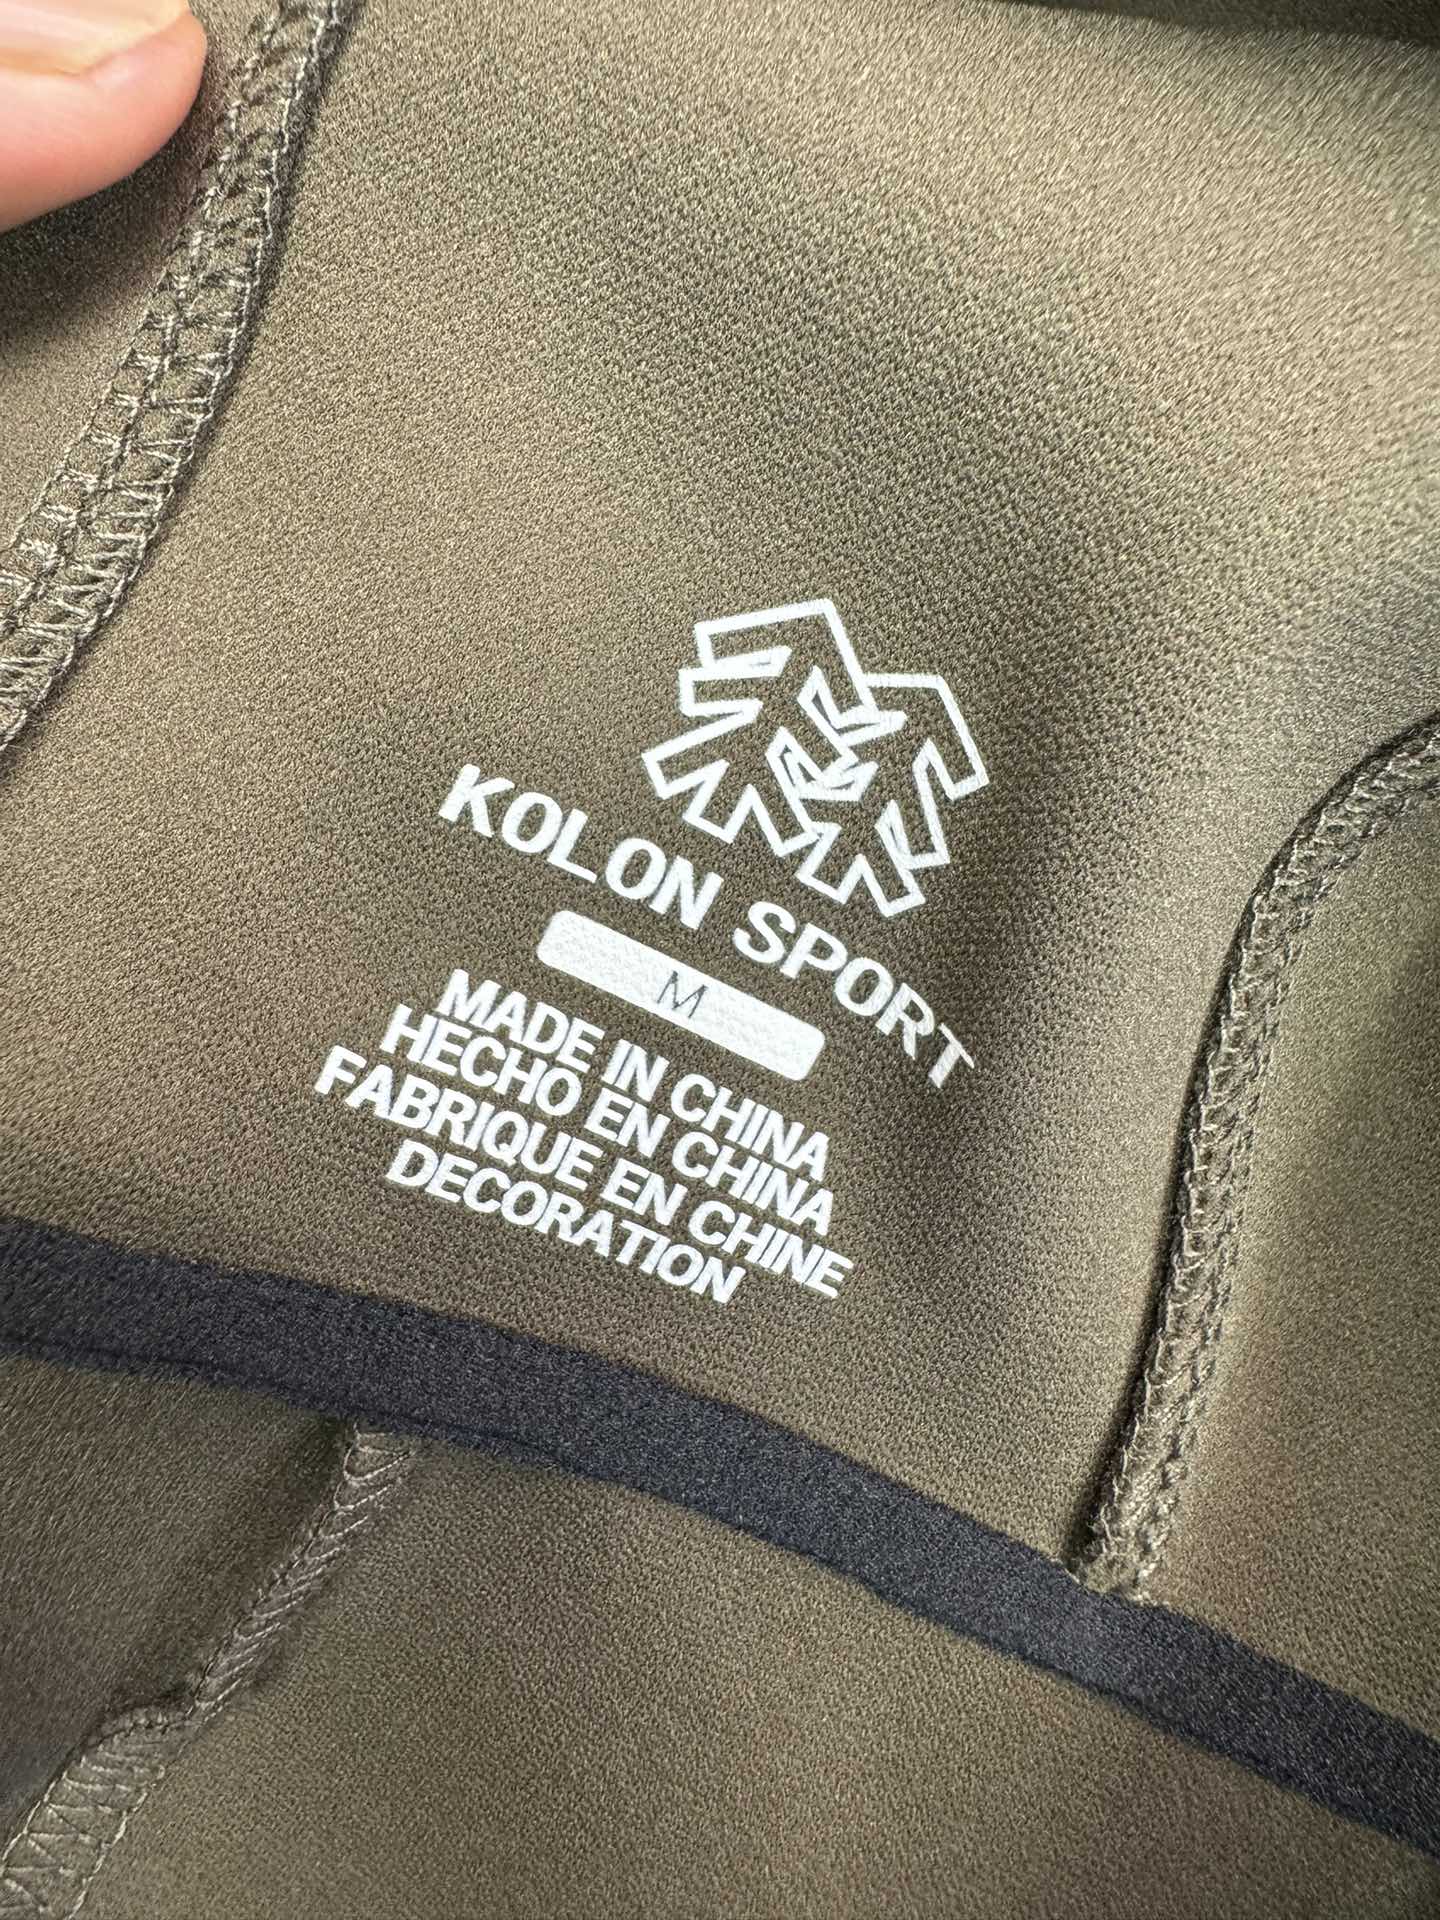 KOLON SPORT
M
MADE IN CHINA
HECHO EN CHINA
FABRIQUE EN CHINE
DECORATION